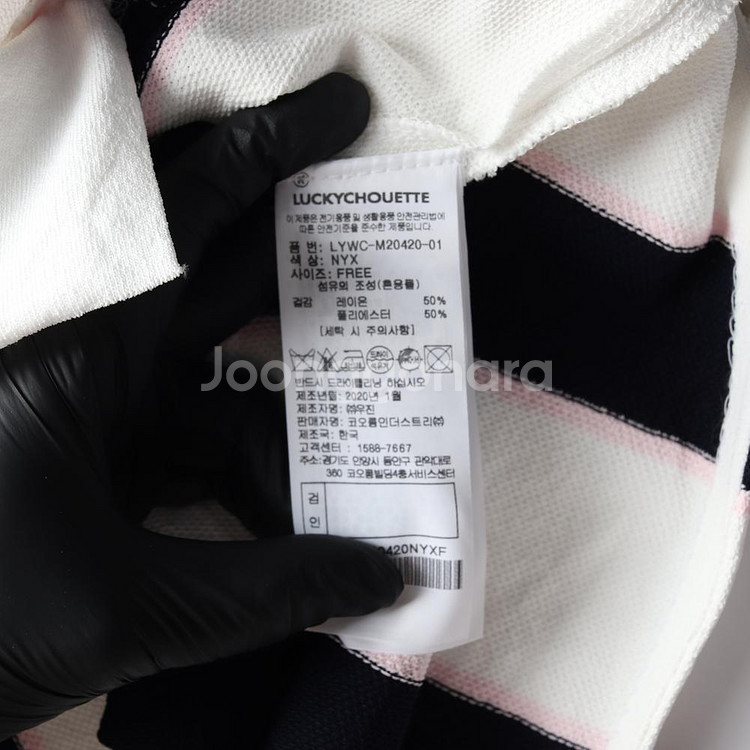 LUCKYCHOUETTE
이 제품은 전기용품 및 생활용품 안전관리법에
따른 안전기준을 준수한 제품입니다.
품 번: LYWC-M20420-01
색 상: NYX
사이즈: FREE
섬유의 조성(혼용률)
겉감 레이온 50%
폴리에스터 50%
[세탁 시 주의사항]
반드시 드라이클리닝 하십시오
제조년월: 2020년 1월
제조자명: ㈜우진
판매자명: 코오롱인더스트리㈜
제조국: 한국
고객센터 : 1588-7667
주소:경기도 안양시 동안구 관악대로
360 코오롱빌딩4층서비스센터
검
인
0420NYXF